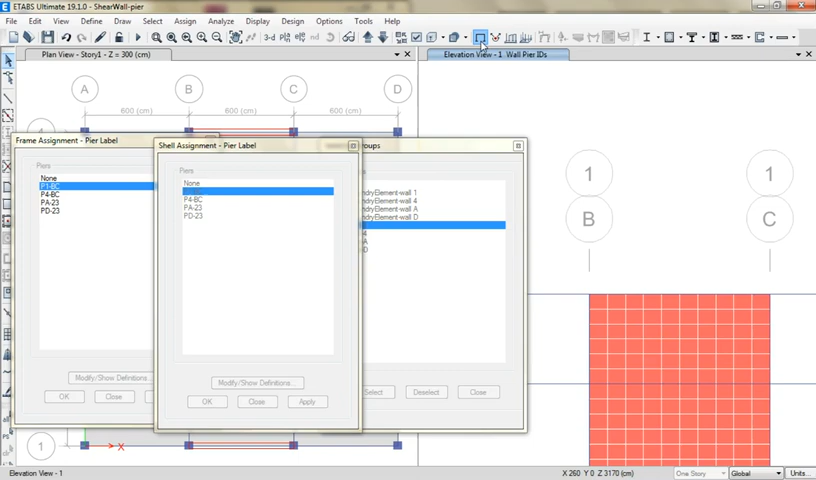 ETABS Ultimate 19.1.0 - ShearWall-pier
File Edit View Define Draw Select Assign Analyze Display Design Options Tools Help
3-d
Plan View - Story1 - Z = 300 (cm)
Elevation View - 1 Wall Pier IDs
A B C D
600 (cm) 600 (cm) 600 (cm)
Frame Assignment - Pier Label
Piers
None
P1-BC
P4-BC
PA-23
PD-23
Modify/Show Definitions...
OK Close
Shell Assignment - Pier Label
Piers
None
P4-BC
PA-23
PD-23
Modify/Show Definitions...
OK Close Apply
oups
ndryElement-wall 1
ndryElement-wall 4
ndryElement-wall A
ndryElement-wall D
4
A
D
Select Deselect Close
1 1
B C
1
X
Elevation View - 1
X 260 Y 0 Z 3170 (cm)
One Story
Global
Units...